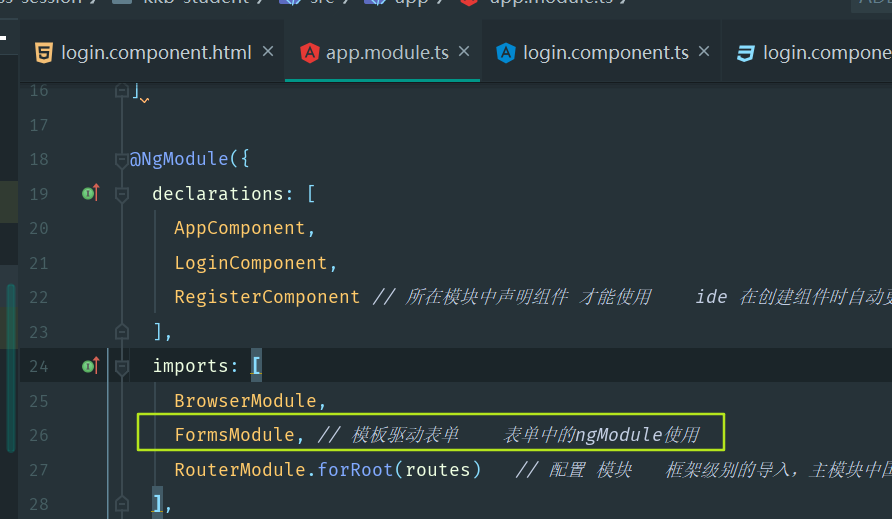 kkb-student / src / app / app.module.ts /
login.component.html × app.module.ts × login.component.ts ×
16 ]
17
18 @NgModule({
19 declarations: [
20 AppComponent,
21 LoginComponent,
22 RegisterComponent // 所在模块中声明组件 才能使用 ide 在创建组件时自动
23 ],
24 imports: [
25 BrowserModule,
26 FormsModule, // 模板驱动表单 表单中的ngModule使用
27 RouterModule.forRoot(routes) // 配置 模块 框架级别的导入，主模块中
28 ],